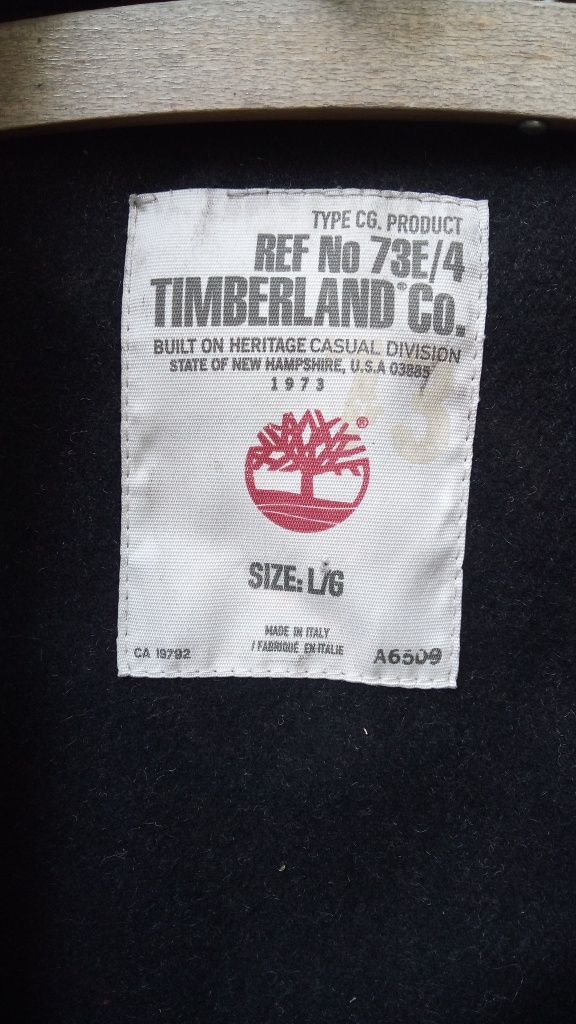 TYPE CG. PRODUCT
REF No 73E/4
TIMBERLAND® Co.
BUILT ON HERITAGE CASUAL DIVISION
STATE OF NEW HAMPSHIRE, U.S.A 03885
1973
®
SIZE: L/G
MADE IN ITALY
/ FABRIQUÉ EN ITALIE
CA 19792
A6509